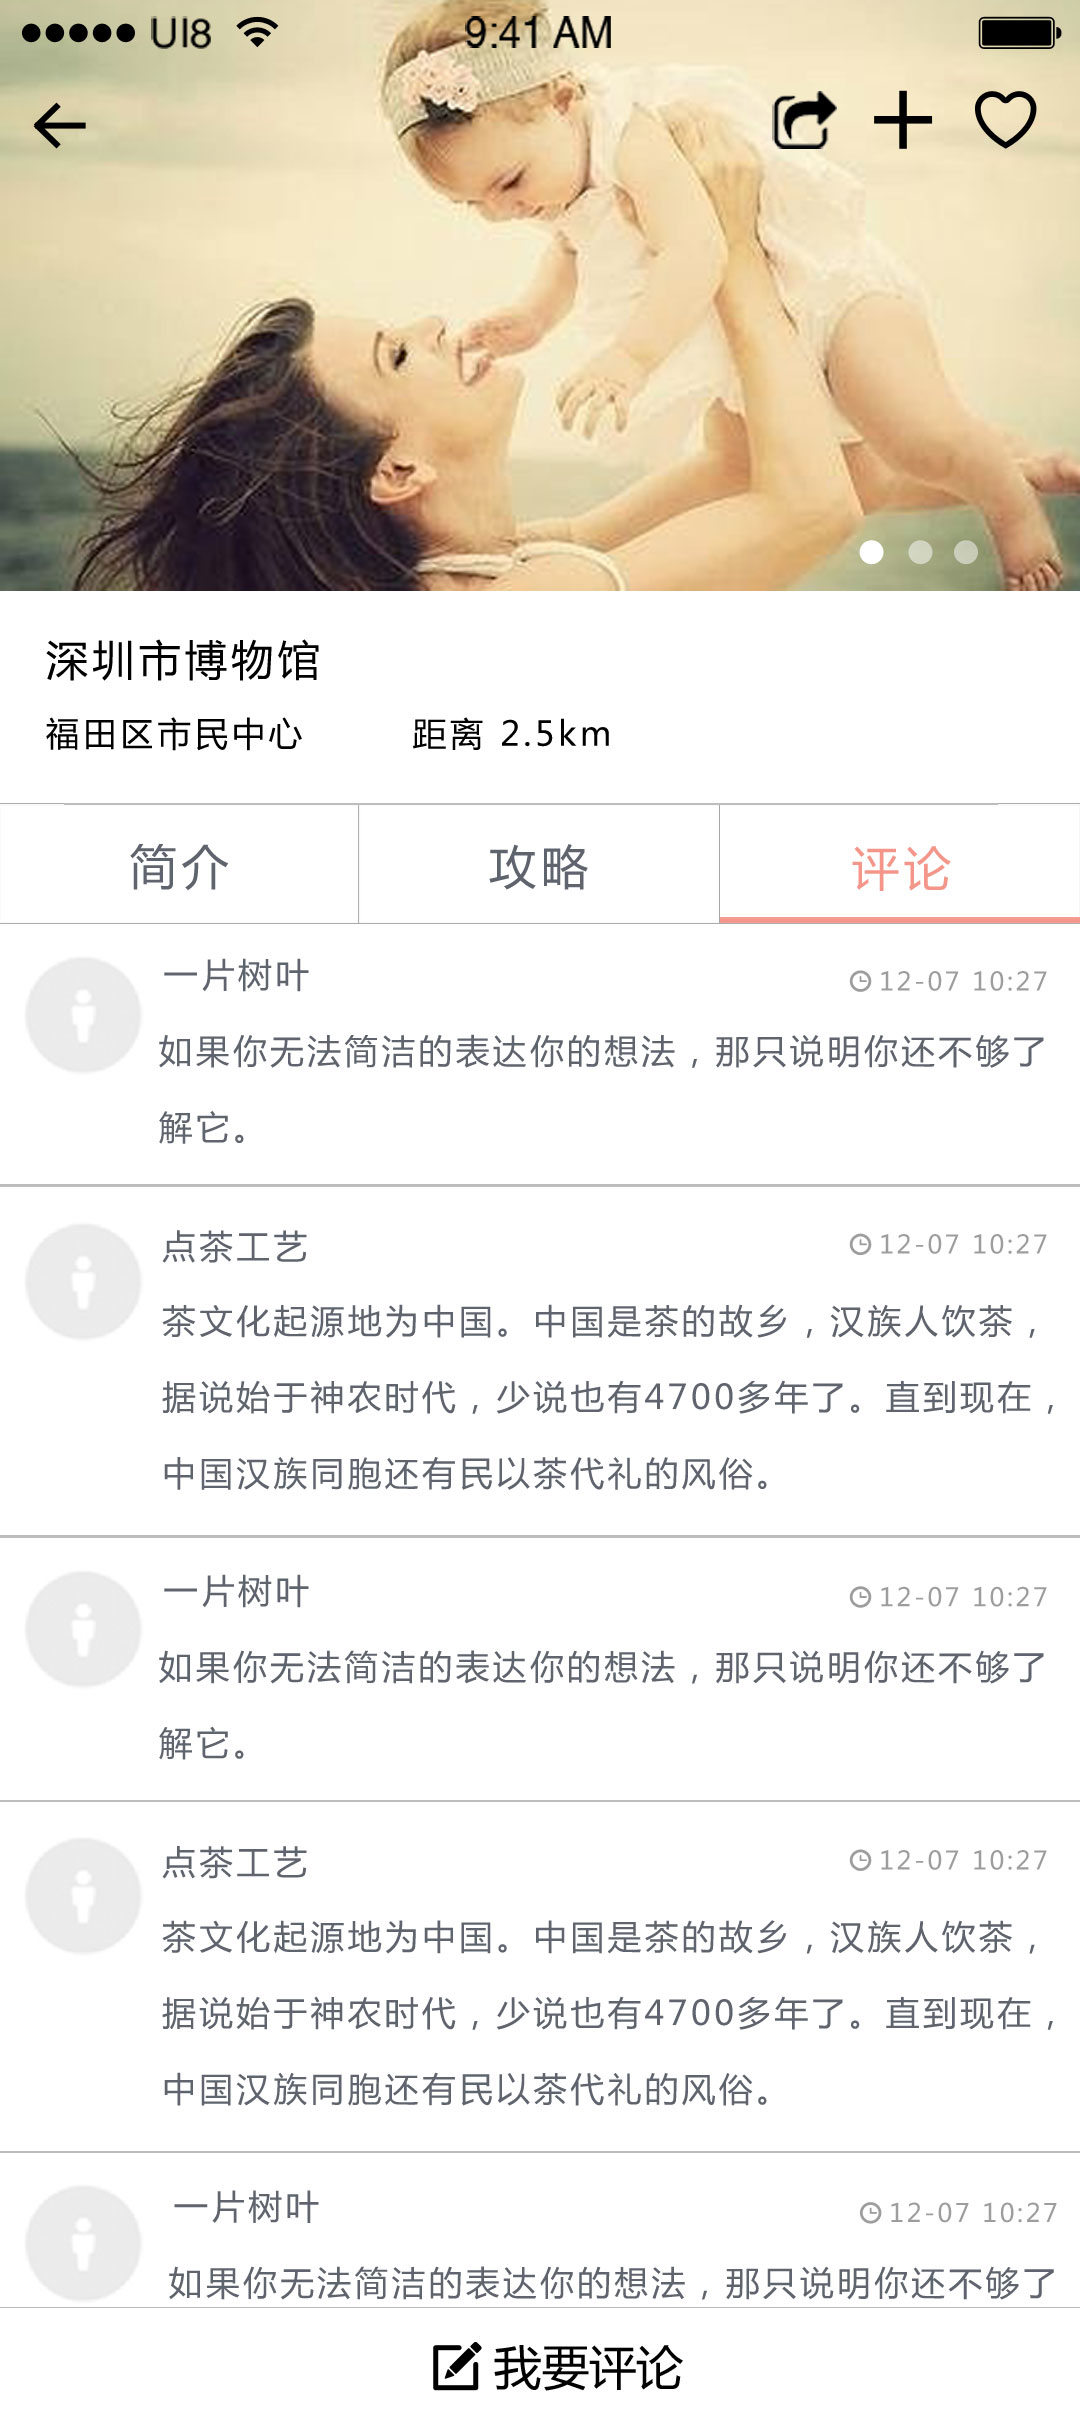 UI8
9:41 AM
深圳市博物馆
福田区市民中心 距离 2.5km
简介 攻略 评论
一片树叶 12-07 10:27
如果你无法简洁的表达你的想法，那只说明你还不够了
解它。
点茶工艺 12-07 10:27
茶文化起源地为中国。中国是茶的故乡，汉族人饮茶，
据说始于神农时代，少说也有4700多年了。直到现在，
中国汉族同胞还有民以茶代礼的风俗。
一片树叶 12-07 10:27
如果你无法简洁的表达你的想法，那只说明你还不够了
解它。
点茶工艺 12-07 10:27
茶文化起源地为中国。中国是茶的故乡，汉族人饮茶，
据说始于神农时代，少说也有4700多年了。直到现在，
中国汉族同胞还有民以茶代礼的风俗。
一片树叶 12-07 10:27
如果你无法简洁的表达你的想法，那只说明你还不够了
我要评论